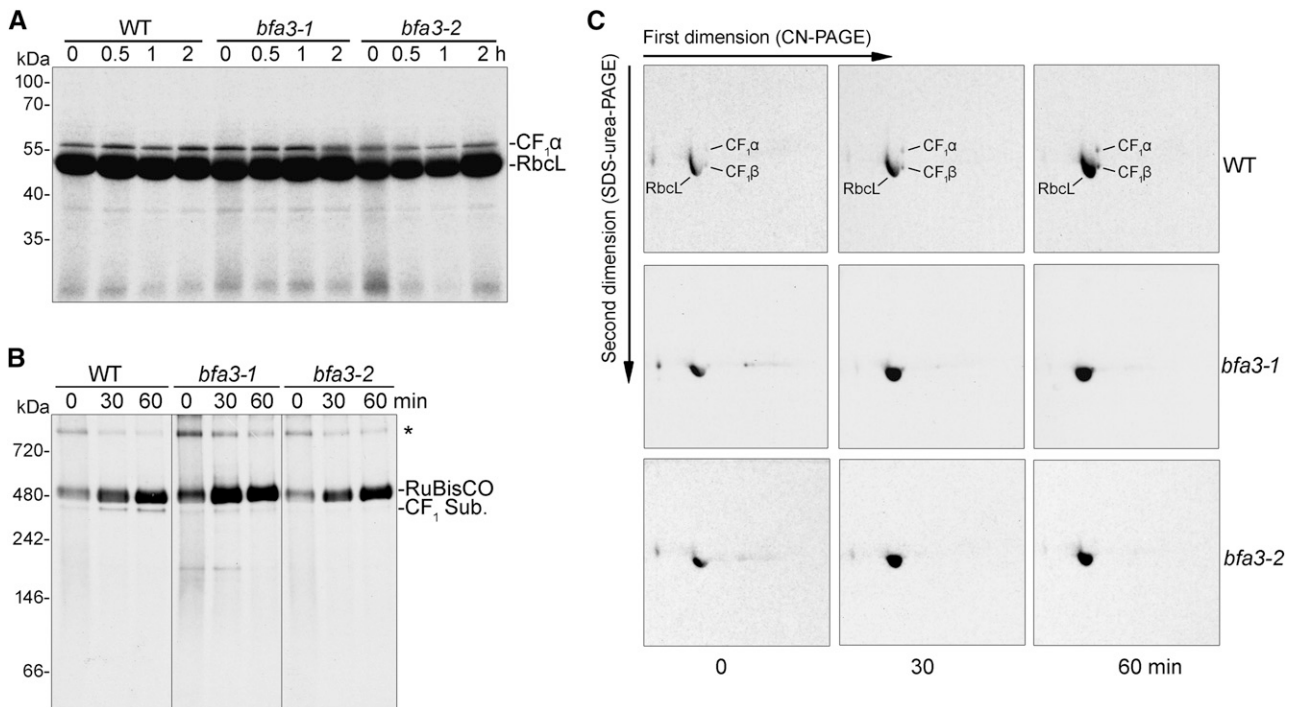 A
WT bfa3-1 bfa3-2
0 0.5 1 2 0 0.5 1 2 0 0.5 1 2 h
kDa
100-
70-
55-
40-
35-
-CF₁α
-RbcL
B
WT bfa3-1 bfa3-2
kDa 0 30 60 0 30 60 0 30 60 min
*
720-
480-
242-
146-
66-
-RuBisCO
-CF₁ Sub.
C
First dimension (CN-PAGE)
Second dimension (SDS-urea-PAGE)
CF₁α
CF₁β
RbcL
CF₁α
CF₁β
RbcL
CF₁α
CF₁β
RbcL
WT
bfa3-1
bfa3-2
0 30 60 min